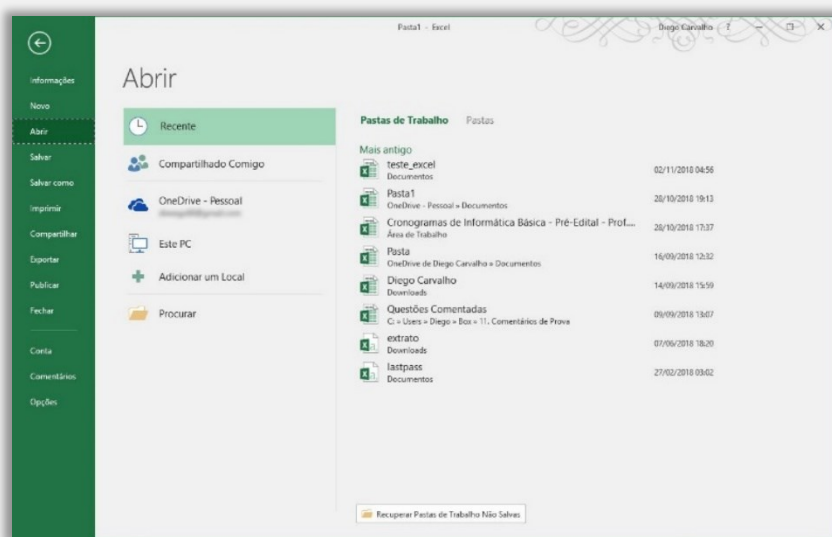 Pasta1 - Excel
Diego Carvalho
?
Informações
Novo
Abrir
Salvar
Salvar como
Imprimir
Compartilhar
Exportar
Publicar
Fechar
Conta
Comentários
Opções
Abrir
Recente
Compartilhado Comigo
OneDrive - Pessoal
Este PC
Adicionar um Local
Procurar
Pastas de Trabalho Pastas
Mais antigo
teste_excel 02/11/2018 04:56
Documentos
Pasta1 28/10/2018 19:13
OneDrive - Pessoal » Documentos
Cronogramas de Informática Básica - Pré-Edital - Prof.... 28/10/2018 17:37
Área de Trabalho
Pasta 16/09/2018 12:32
OneDrive de Diego Carvalho » Documentos
Diego Carvalho 14/09/2018 15:59
Downloads
Questões Comentadas 09/09/2018 13:07
C: » Users » Diego » Box » 11. Comentários de Prova
extrato 07/06/2018 18:20
Downloads
lastpass 27/02/2018 03:02
Documentos
Recuperar Pastas de Trabalho Não Salvas